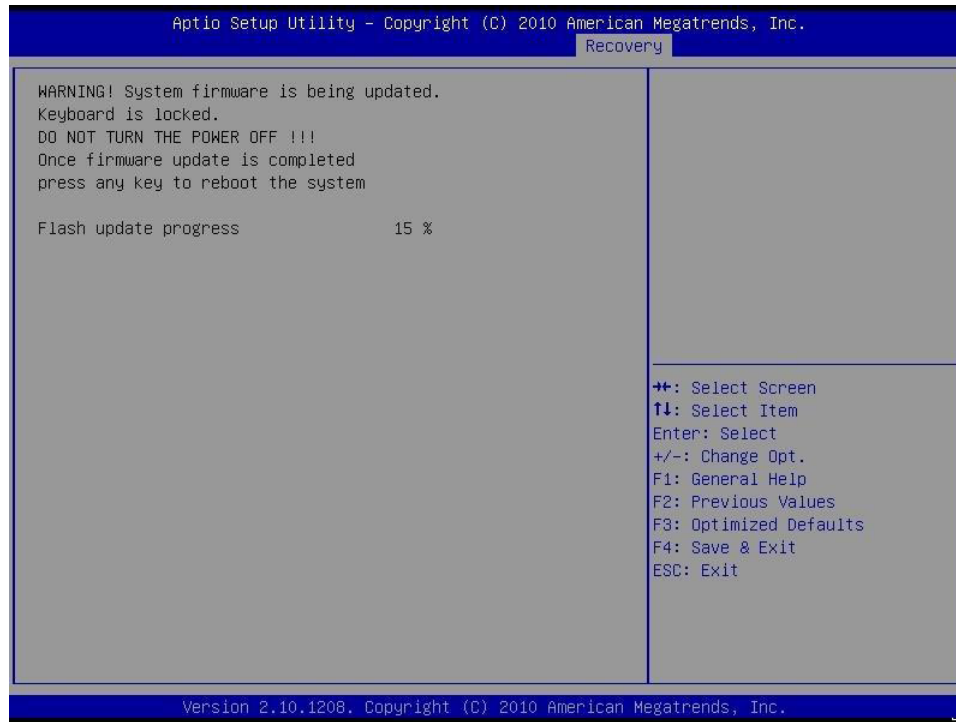 Aptio Setup Utility – Copyright (C) 2010 American Megatrends, Inc.
Recovery
WARNING! System firmware is being updated.
Keyboard is locked.
DO NOT TURN THE POWER OFF !!!
Once firmware update is completed
press any key to reboot the system
Flash update progress 15 %
→←: Select Screen
↑↓: Select Item
Enter: Select
+/-: Change Opt.
F1: General Help
F2: Previous Values
F3: Optimized Defaults
F4: Save & Exit
ESC: Exit
Version 2.10.1208. Copyright (C) 2010 American Megatrends, Inc.